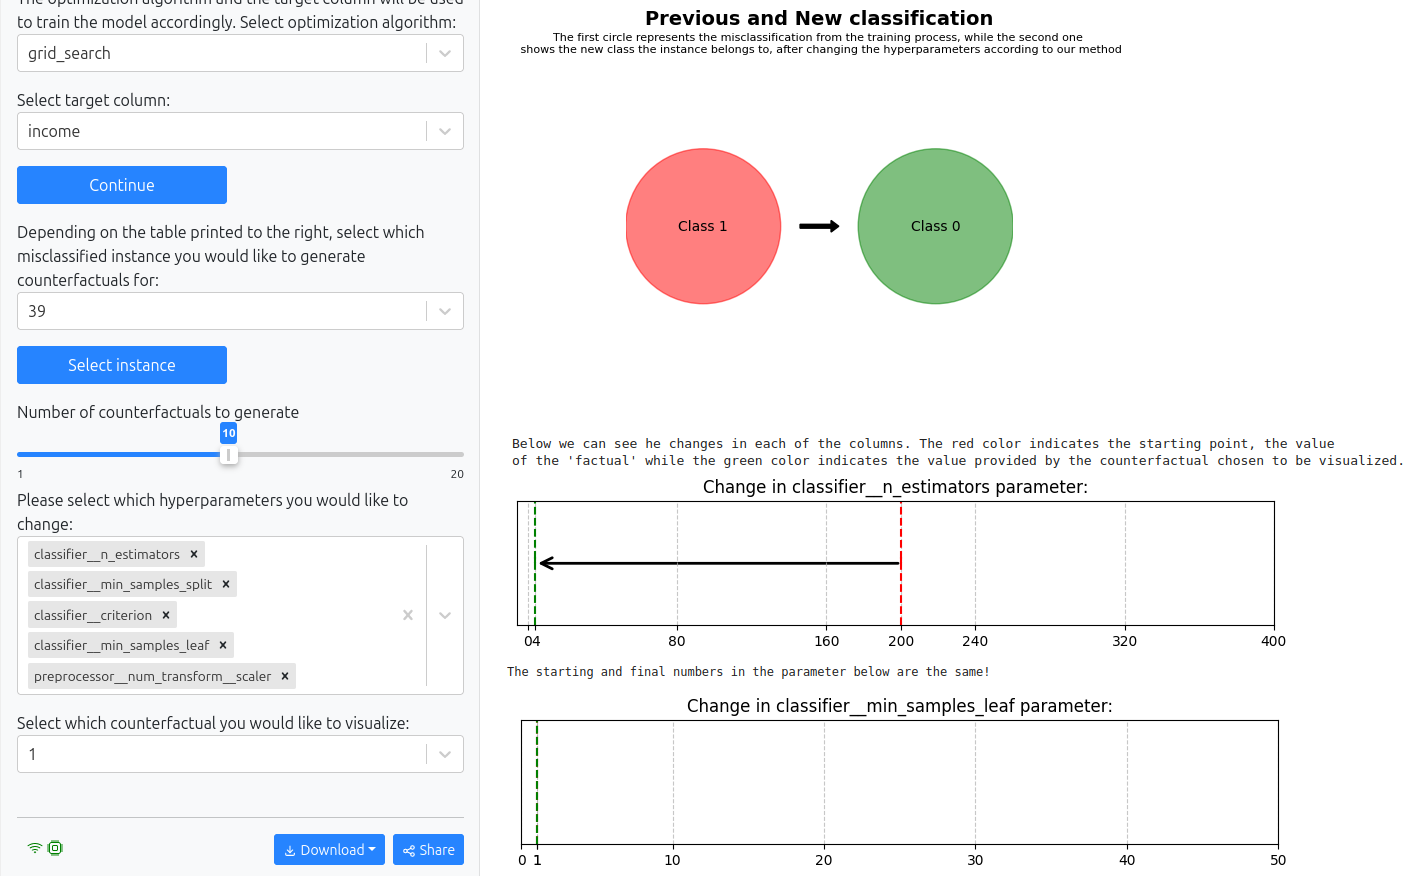 The optimization algorithm and the target column will be used
to train the model accordingly. Select optimization algorithm:
grid_search
Select target column:
income
Continue
Depending on the table printed to the right, select which
misclassified instance you would like to generate
counterfactuals for:
39
Select instance
Number of counterfactuals to generate
10
1 20
Please select which hyperparameters you would like to
change:
classifier__n_estimators ×
classifier__min_samples_split ×
classifier__criterion ×
classifier__min_samples_leaf ×
preprocessor__num_transform__scaler ×
Select which counterfactual you would like to visualize:
1
Download
Share
Previous and New classification
The first circle represents the misclassification from the training process, while the second one
shows the new class the instance belongs to, after changing the hyperparameters according to our method
Class 1
Class 0
Below we can see he changes in each of the columns. The red color indicates the starting point, the value
of the 'factual' while the green color indicates the value provided by the counterfactual chosen to be visualized.
Change in classifier__n_estimators parameter:
0 4 80 160 200 240 320 400
The starting and final numbers in the parameter below are the same!
Change in classifier__min_samples_leaf parameter:
0 1 10 20 30 40 50